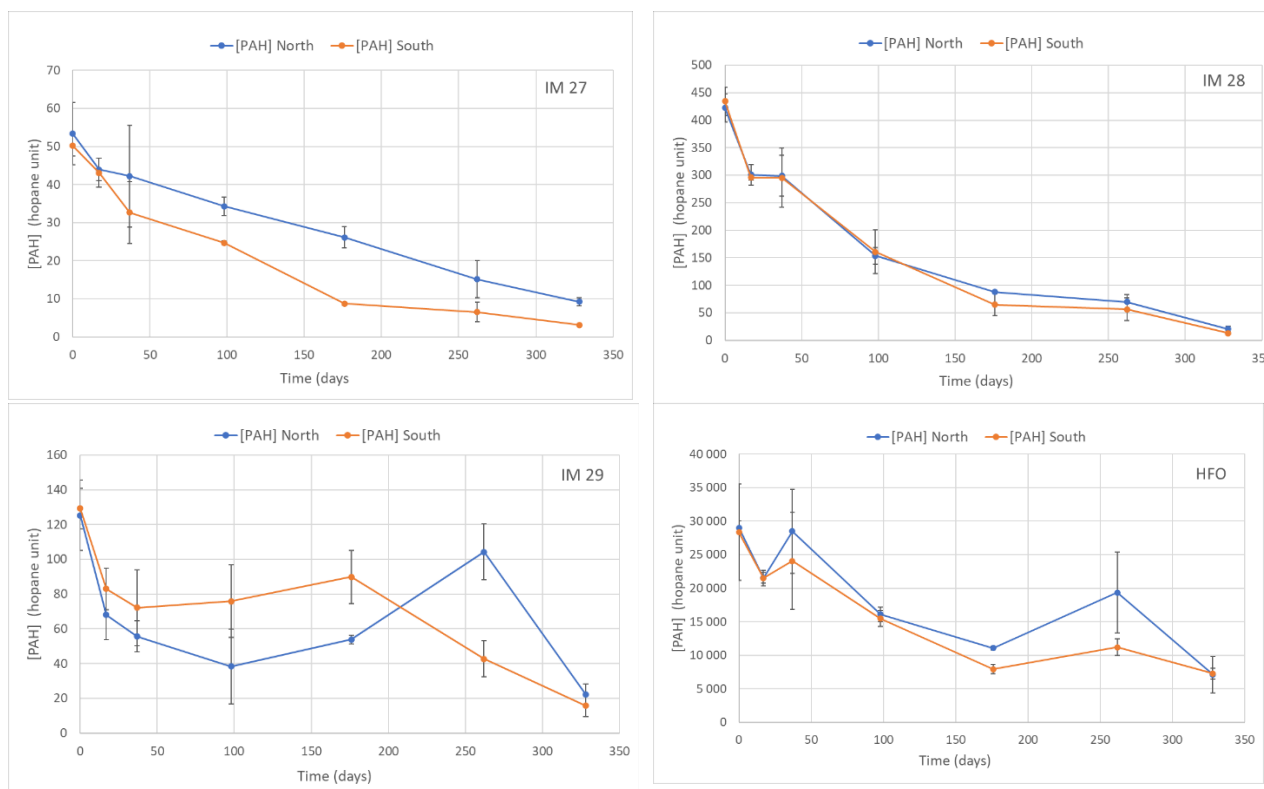 [PAH] North [PAH] South
IM 27
70
60
50
40
30
20
10
0
[PAH] (hopane unit)
0 50 100 150 200 250 300 350
Time (days
[PAH] North [PAH] South
IM 28
500
450
400
350
300
250
200
150
100
50
0
[PAH] (hopane unit)
0 50 100 150 200 250 300 350
Time (days)
[PAH] North [PAH] South
IM 29
160
140
120
100
80
60
40
20
0
[PAH] (hopane unit)
0 50 100 150 200 250 300 350
Time (days)
[PAH] North [PAH] South
HFO
40 000
35 000
30 000
25 000
20 000
15 000
10 000
5 000
0
[PAH] (hopane unit)
0 50 100 150 200 250 300 350
Time (days)